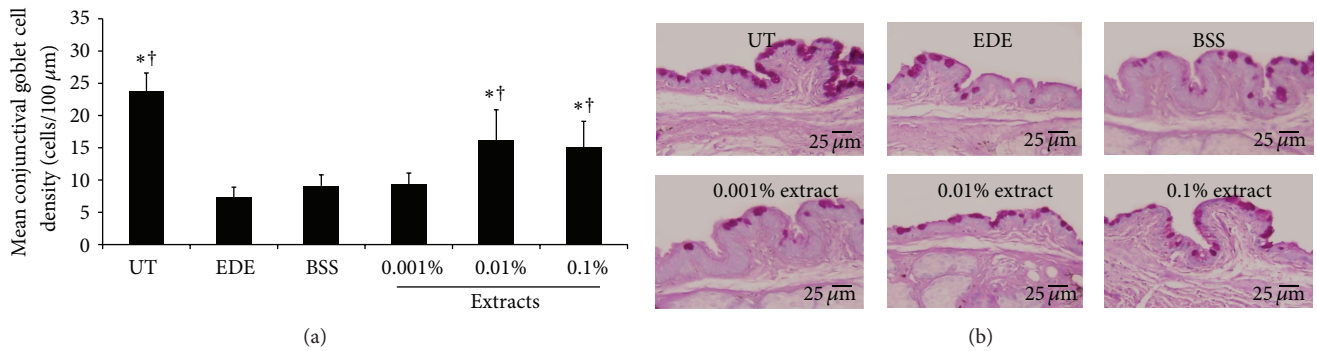 Mean conjunctival goblet cell
density (cells/100 μm)
35
30
25
20
15
10
5
0
*†
*†
*†
UT
EDE
BSS
0.001%
0.01%
0.1%
Extracts
(a)
UT
25 μm
EDE
25 μm
BSS
25 μm
0.001% extract
25 μm
0.01% extract
25 μm
0.1% extract
25 μm
(b)